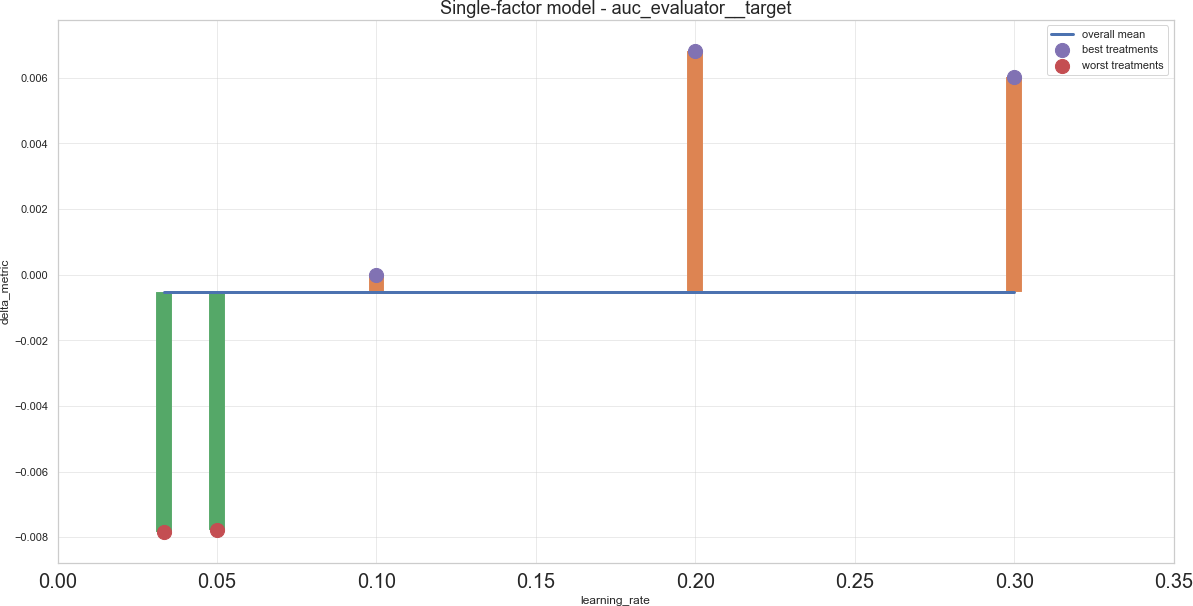 Single-factor model - auc_evaluator__target
overall mean
best treatments
worst treatments
delta_metric
0.006
0.004
0.002
0.000
−0.002
−0.004
−0.006
−0.008
0.00 0.05 0.10 0.15 0.20 0.25 0.30 0.35
learning_rate